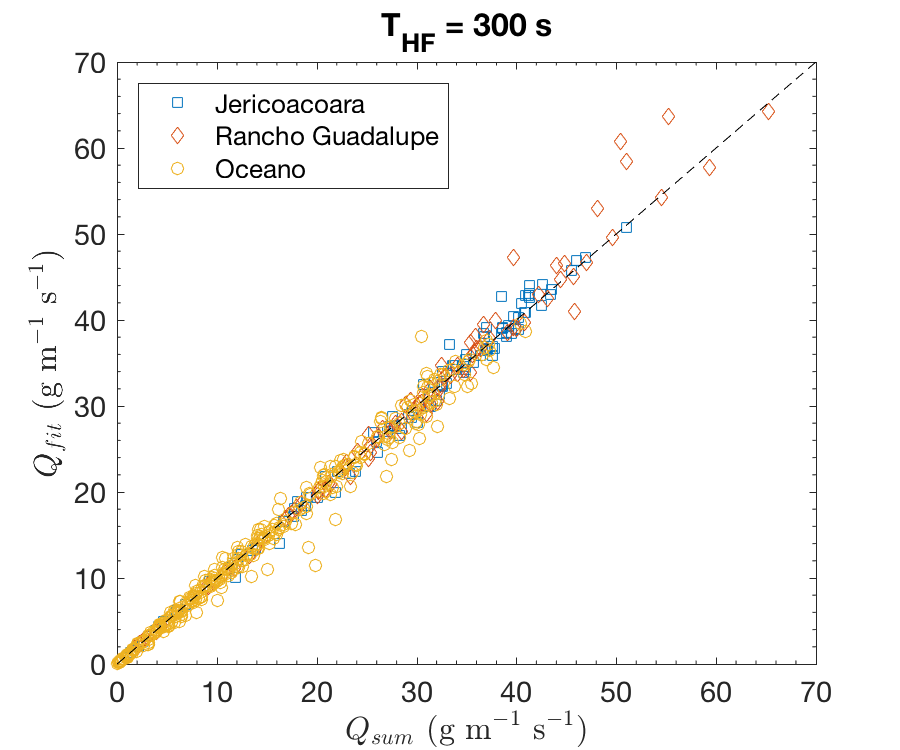 T_HF = 300 s
70
60
50
40
30
20
10
0
Jericoacoara
Rancho Guadalupe
Oceano
Q_fit (g m⁻¹ s⁻¹)
0 10 20 30 40 50 60 70
Q_sum (g m⁻¹ s⁻¹)